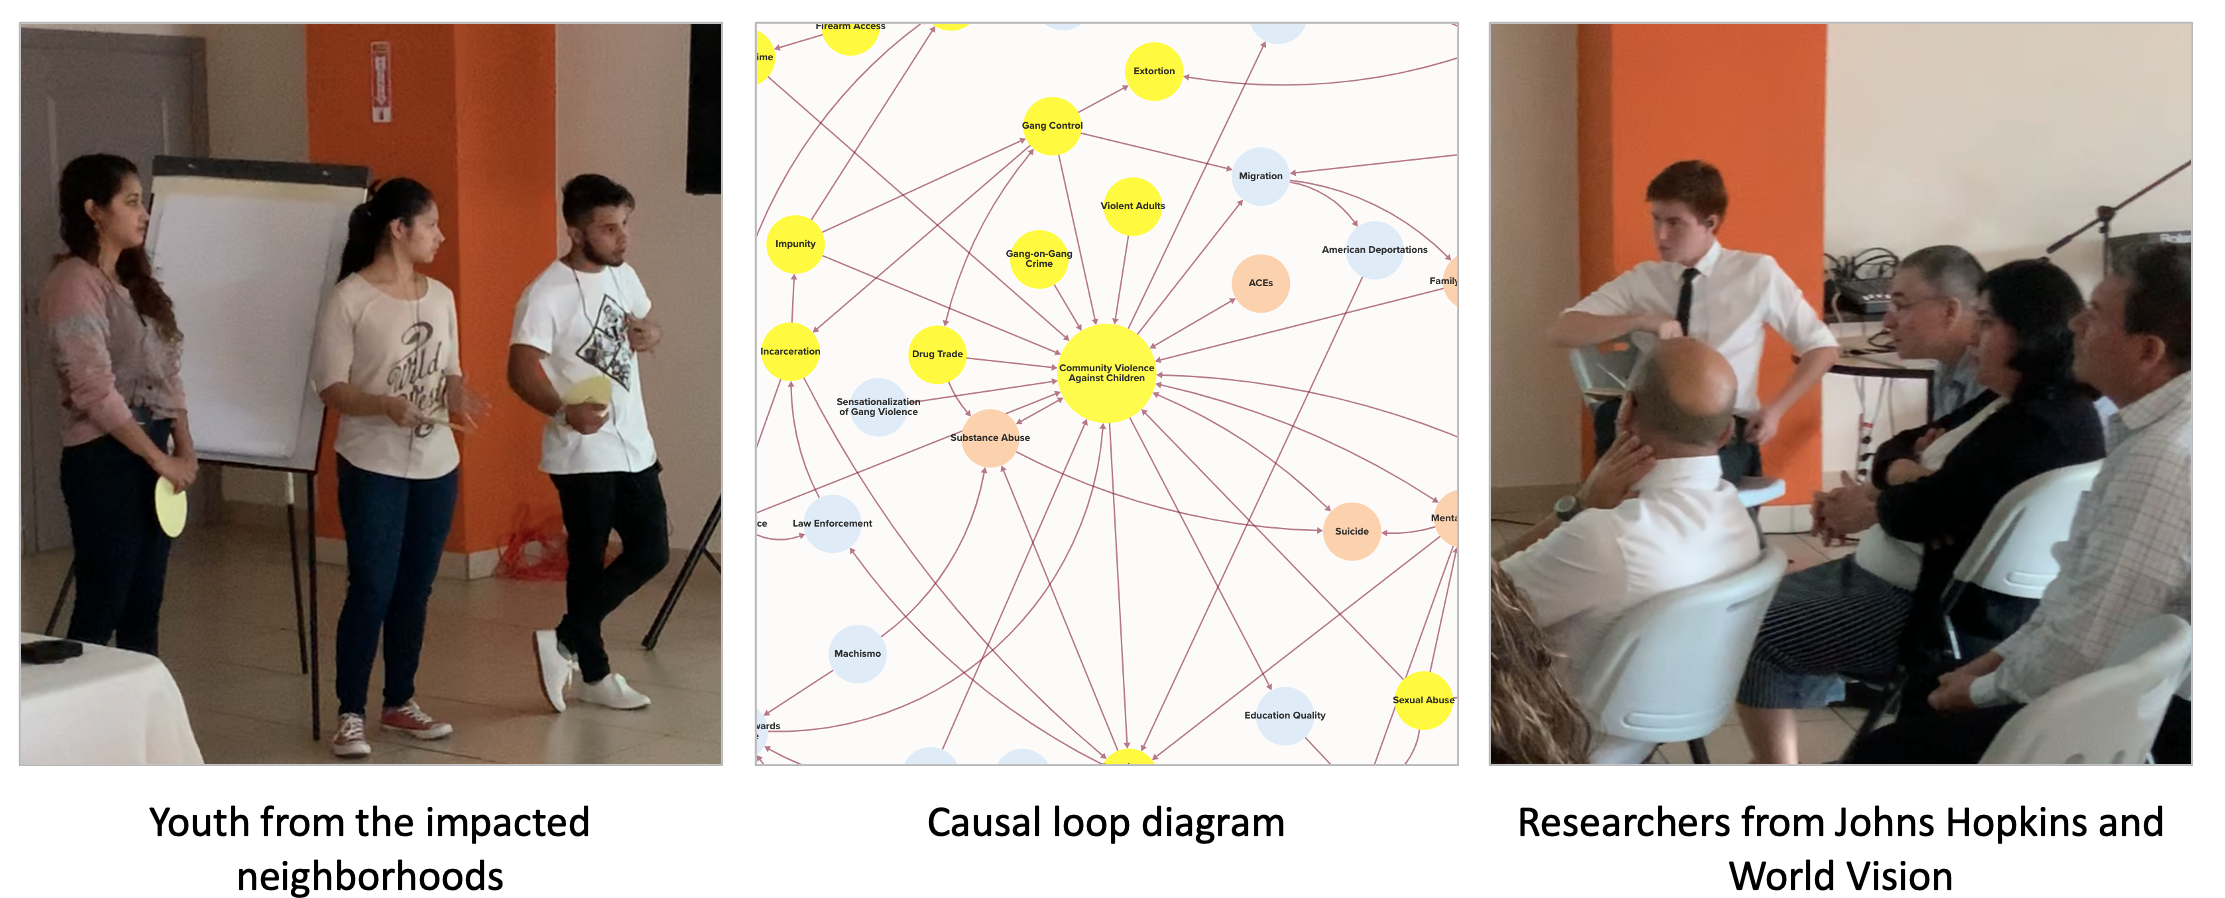 Firearm Access
ime
Extortion
Gang Control
Migration
Violent Adults
Impunity
Gang-on-Gang
Crime
American Deportations
ACEs
Family
Incarceration
Drug Trade
Community Violence
Against Children
Sensationalization
of Gang Violence
Substance Abuse
ce
Law Enforcement
Suicide
Menta
Machismo
Sexual Abuse
Education Quality
wards
e
Wild
Roland
Youth from the impacted
neighborhoods
Causal loop diagram
Researchers from Johns Hopkins and
World Vision